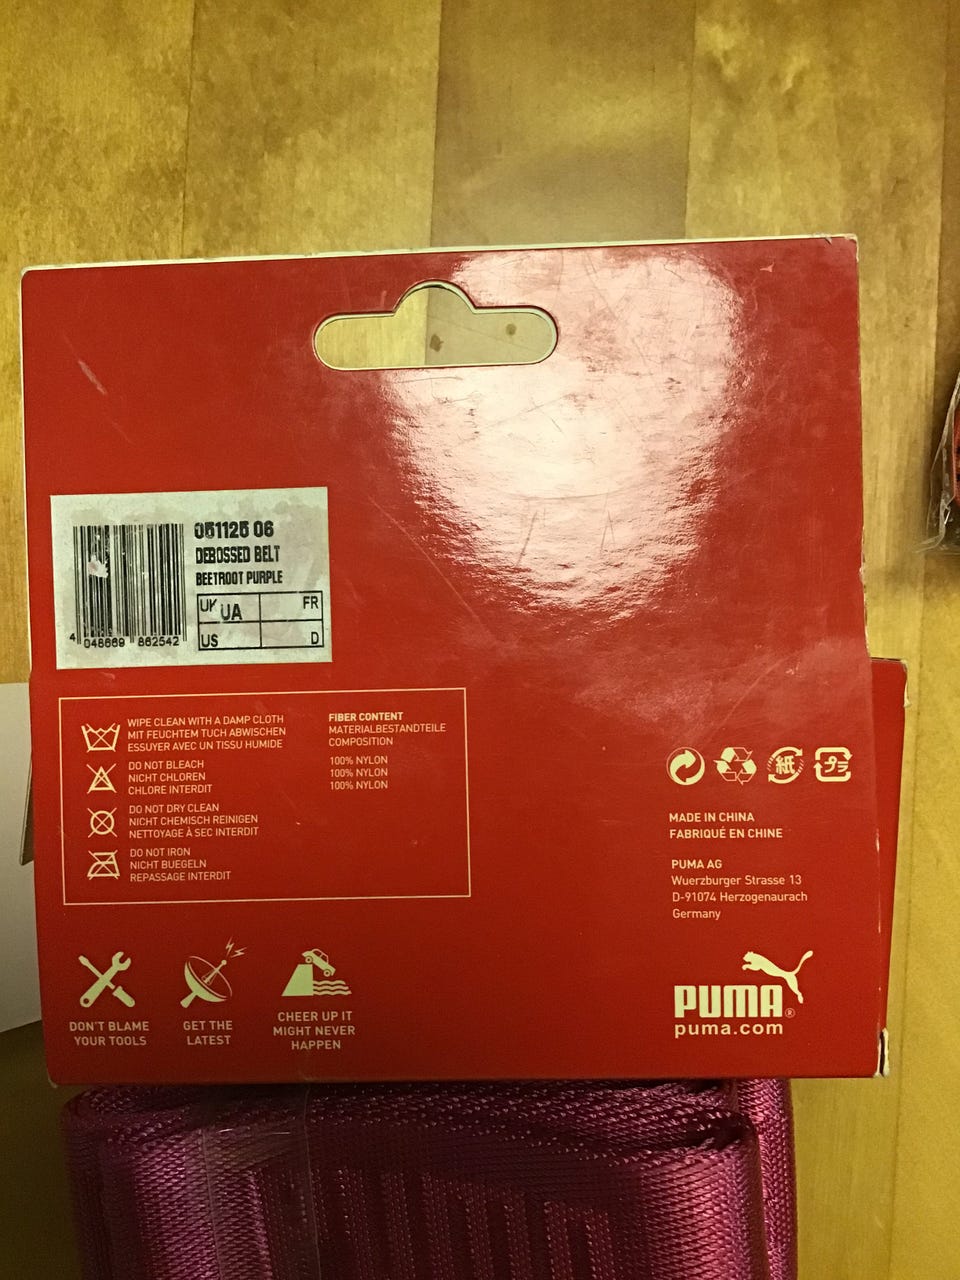 051125 06
DEBOSSED BELT
BEETROOT PURPLE
UK UA FR
US D
4 048669 862542
WIPE CLEAN WITH A DAMP CLOTH
MIT FEUCHTEM TUCH ABWISCHEN
ESSUYER AVEC UN TISSU HUMIDE
DO NOT BLEACH
NICHT CHLOREN
CHLORE INTERDIT
DO NOT DRY CLEAN
NICHT CHEMISCH REINIGEN
NETTOYAGE À SEC INTERDIT
DO NOT IRON
NICHT BUEGELN
REPASSAGE INTERDIT
FIBER CONTENT
MATERIALBESTANDTEILE
COMPOSITION
100% NYLON
100% NYLON
100% NYLON
紙
プラ
MADE IN CHINA
FABRIQUÉ EN CHINE
PUMA AG
Wuerzburger Strasse 13
D-91074 Herzogenaurach
Germany
DON'T BLAME
YOUR TOOLS
GET THE
LATEST
CHEER UP IT
MIGHT NEVER
HAPPEN
PUMA®
puma.com
PUMA